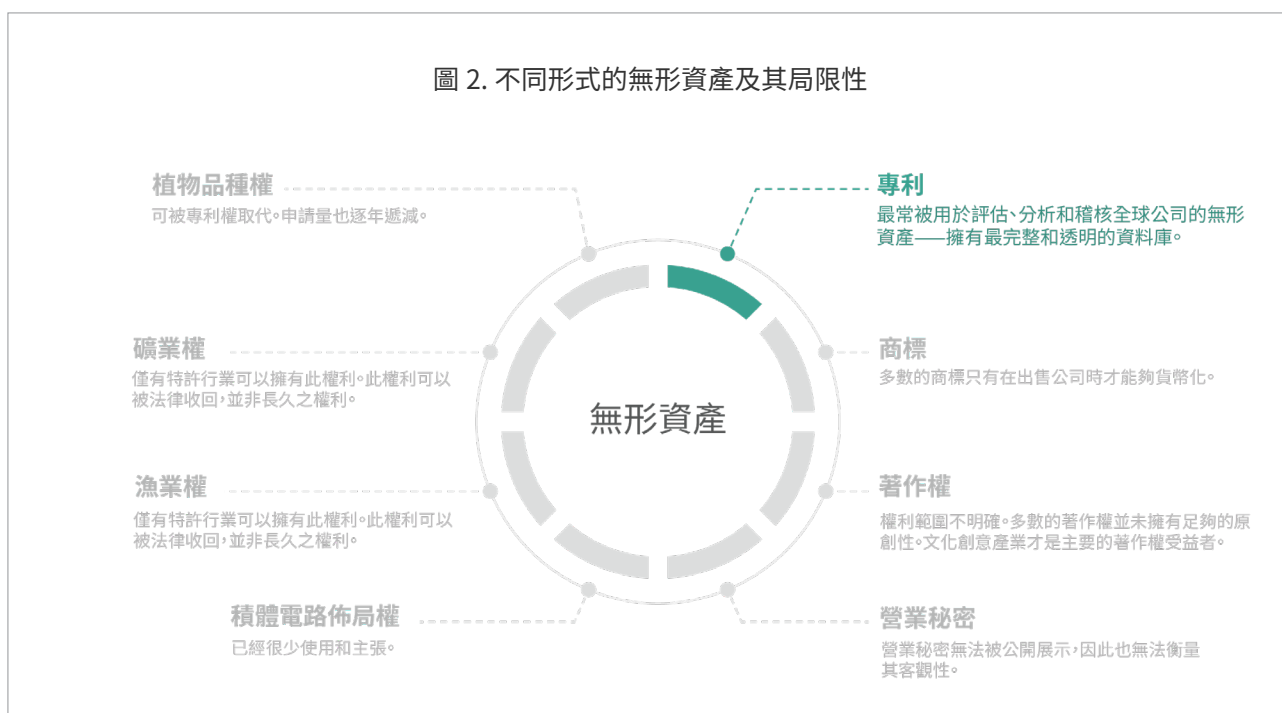 圖 2. 不同形式的無形資產及其局限性
植物品種權
可被專利權取代。申請量也逐年遞減。
專利
最常被用於評估、分析和稽核全球公司的無形
資產——擁有最完整和透明的資料庫。
礦業權
僅有特許行業可以擁有此權利。此權利可以
被法律收回，並非長久之權利。
商標
多數的商標只有在出售公司時才能夠貨幣化。
無形資產
漁業權
僅有特許行業可以擁有此權利。此權利可以
被法律收回，並非長久之權利。
著作權
權利範圍不明確。多數的著作權並未擁有足夠的原
創性。文化創意產業才是主要的著作權受益者。
積體電路佈局權
已經很少使用和主張。
營業秘密
營業秘密無法被公開展示，因此也無法衡量
其客觀性。